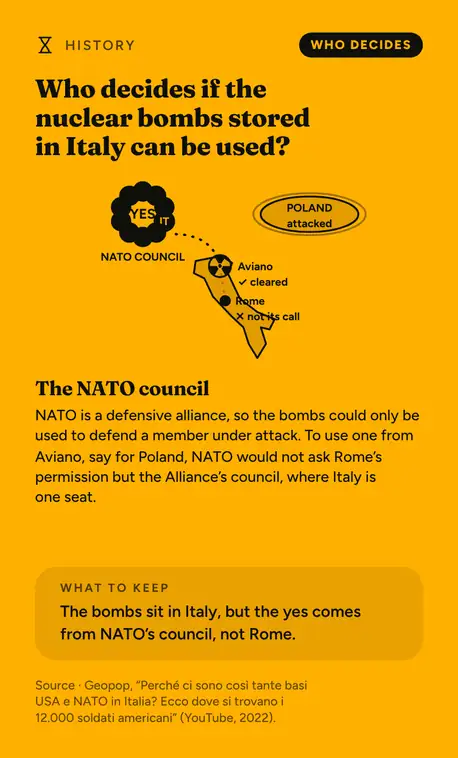 HISTORY
WHO DECIDES
Who decides if the
nuclear bombs stored
in Italy can be used?
YES
IT
NATO COUNCIL
POLAND
attacked
Aviano
✓ cleared
Rome
✕ not its call
The NATO council
NATO is a defensive alliance, so the bombs could only be
used to defend a member under attack. To use one from
Aviano, say for Poland, NATO would not ask Rome's
permission but the Alliance's council, where Italy is
one seat.
WHAT TO KEEP
The bombs sit in Italy, but the yes comes
from NATO's council, not Rome.
Source · Geopop, “Perché ci sono così tante basi
USA e NATO in Italia? Ecco dove si trovano i
12.000 soldati americani” (YouTube, 2022).